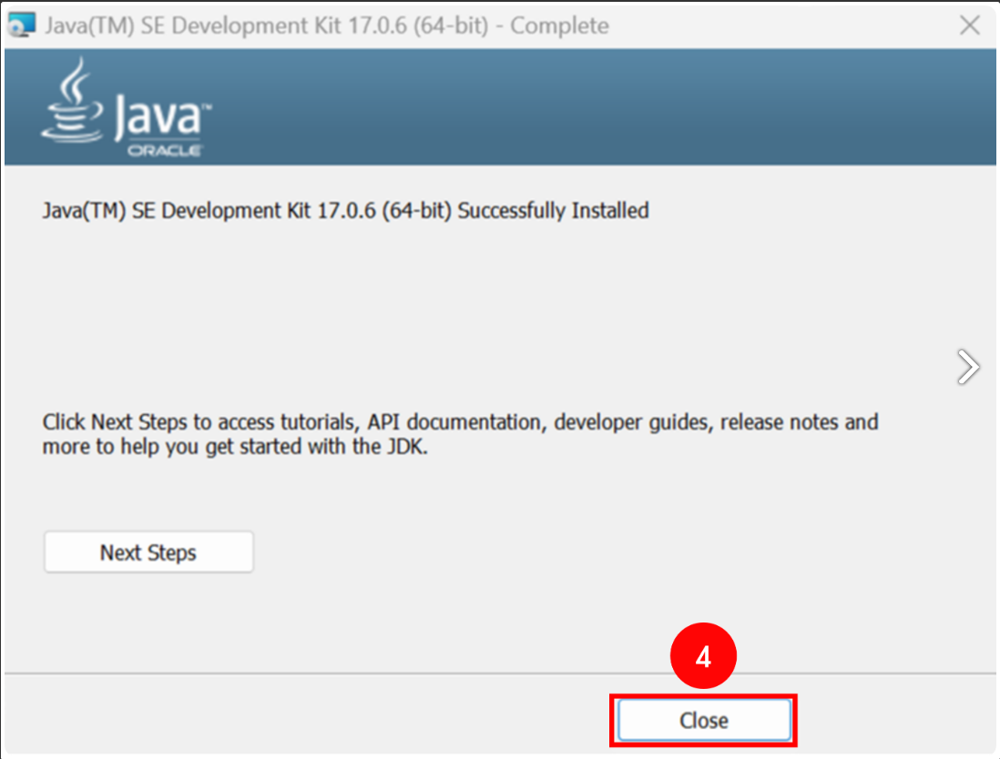 Java(TM) SE Development Kit 17.0.6 (64-bit) - Complete
Java™
ORACLE
Java(TM) SE Development Kit 17.0.6 (64-bit) Successfully Installed
Click Next Steps to access tutorials, API documentation, developer guides, release notes and
more to help you get started with the JDK.
Next Steps
4
Close